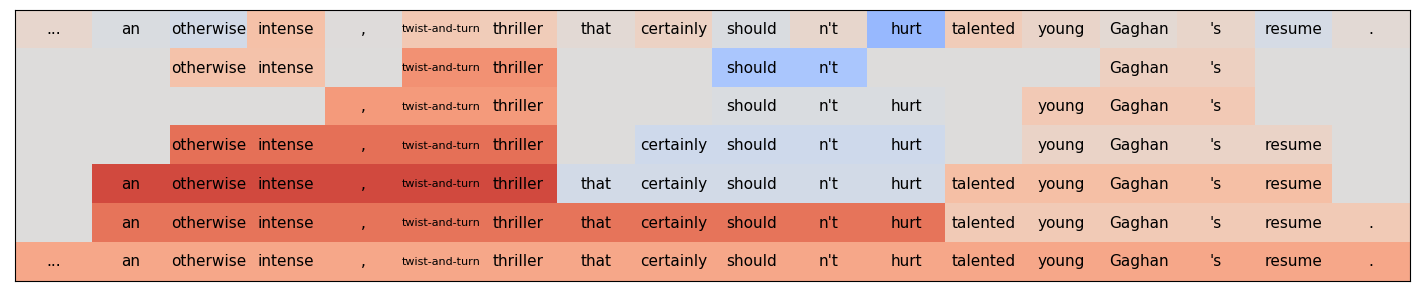 ... an otherwise intense , twist-and-turn thriller that certainly should n't hurt talented young Gaghan 's resume .
otherwise intense twist-and-turn thriller should n't Gaghan 's
, twist-and-turn thriller should n't hurt young Gaghan 's
otherwise intense , twist-and-turn thriller certainly should n't hurt young Gaghan 's resume
an otherwise intense , twist-and-turn thriller that certainly should n't hurt talented young Gaghan 's resume
an otherwise intense , twist-and-turn thriller that certainly should n't hurt talented young Gaghan 's resume .
... an otherwise intense , twist-and-turn thriller that certainly should n't hurt talented young Gaghan 's resume .